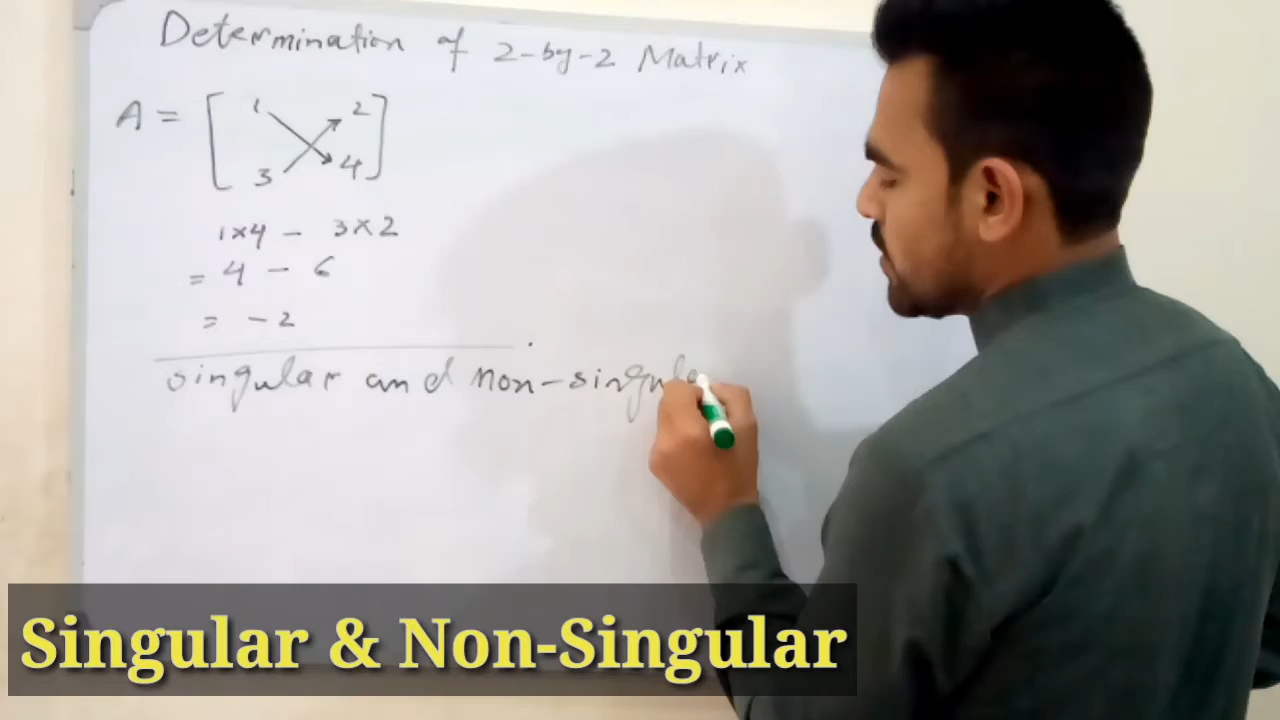 Determination of 2-by-2 Matrix
A = [ 1 2
3 4 ]
1×4 - 3×2
= 4 - 6
= -2
singular and non-singula
Singular & Non-Singular